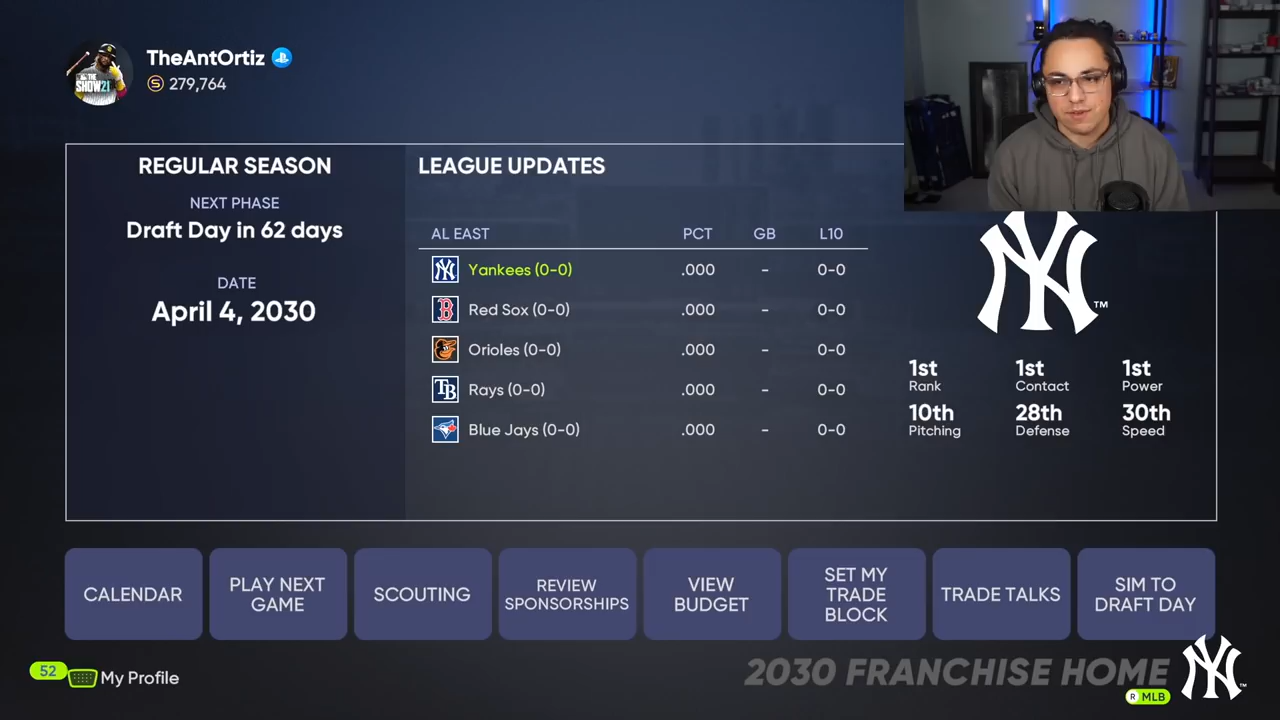 TheAntOrtiz
279,764
THE
SHOW21
REGULAR SEASON
NEXT PHASE
Draft Day in 62 days
DATE
April 4, 2030
LEAGUE UPDATES
AL EAST PCT GB L10
Yankees (0-0) .000 - 0-0
Red Sox (0-0) .000 - 0-0
Orioles (0-0) .000 - 0-0
Rays (0-0) .000 - 0-0
Blue Jays (0-0) .000 - 0-0
NY TM
1st 1st 1st
Rank Contact Power
10th 28th 30th
Pitching Defense Speed
CALENDAR
PLAY NEXT
GAME
SCOUTING
REVIEW
SPONSORSHIPS
VIEW
BUDGET
SET MY
TRADE
BLOCK
TRADE TALKS
SIM TO
DRAFT DAY
52 My Profile
2030 FRANCHISE HOME
R MLB